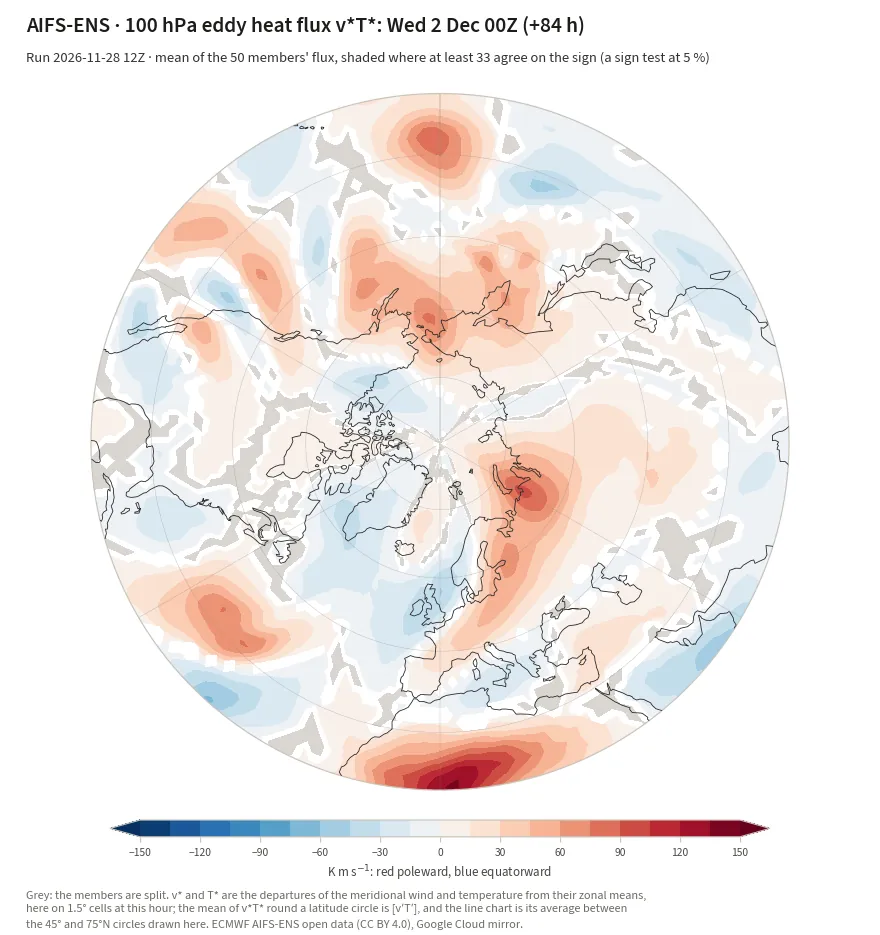 AIFS-ENS · 100 hPa eddy heat flux v*T*: Wed 2 Dec 00Z (+84 h)
Run 2026-11-28 12Z · mean of the 50 members' flux, shaded where at least 33 agree on the sign (a sign test at 5 %)
−150 −120 −90 −60 −30 0 30 60 90 120 150
K m s⁻¹: red poleward, blue equatorward
Grey: the members are split. v* and T* are the departures of the meridional wind and temperature from their zonal means,
here on 1.5° cells at this hour; the mean of v*T* round a latitude circle is [v′T′], and the line chart is its average between
the 45° and 75°N circles drawn here. ECMWF AIFS-ENS open data (CC BY 4.0), Google Cloud mirror.